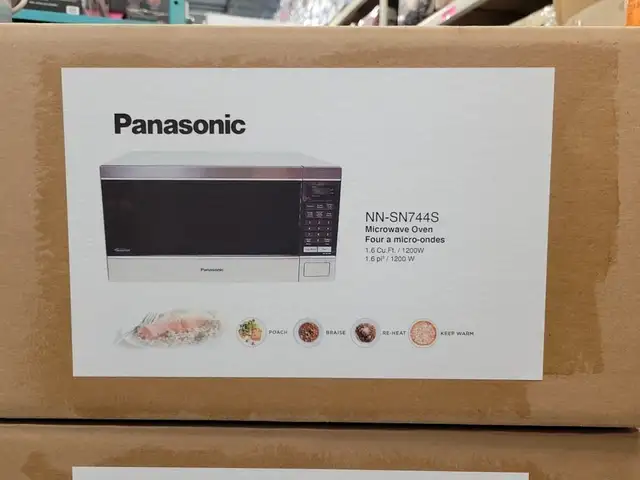 Panasonic
Panasonic
NN-SN744S
Microwave Oven
Four a micro-ondes
1.6 Cu.Ft. / 1200W
1.6 pi³ / 1200 W
POACH
BRAISE
RE-HEAT
KEEP WARM